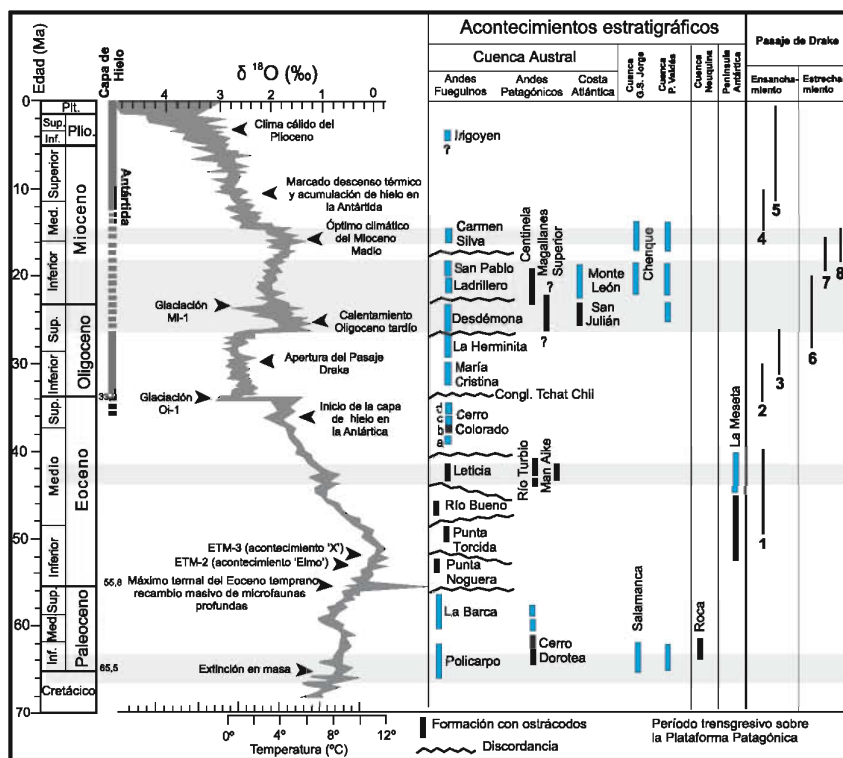 Edad (Ma)
Capa de
Hielo
δ 18O (‰)
4 3 2 1 0
Acontecimientos estratigráficos
Cuenca Austral
Andes
Fueguinos
Andes
Patagónicos
Costa
Atlántica
Cuenca
G.S. Jorge
Cuenca
P. Valdés
Cuenca
Neuquina
Península
Antártica
Pasaje de Drake
Ensancha-
miento
Estrecha-
miento
0
10
20
30
40
50
60
70
Plt.
Sup.
Inf.
Plio.
Superior
Med.
Inferior
Mioceno
Sup.
Inferior
Oligoceno
Sup.
Medio
Inferior
Eoceno
Sup.
Med
Inf.
Paleoceno
Cretácico
55,8
65,5
Antártida
Clima cálido del
Plioceno
Marcado descenso térmico
y acumulación de hielo en la
Antártida
Óptimo climático
del Mioceno
Medio
Glaciación
MI-1
Calentamiento
Oligoceno tardío
Apertura del Pasaje
Drake
Glaciación
Oi-1
Inicio de la capa
de hielo en
la Antártica
ETM-3 (acontecimiento 'X')
ETM-2 (acontecimiento 'Elmo')
Máximo termal del Eoceno temprano
recambio masivo de microfaunas
profundas
Extinción en masa
Irigoyen
?
Carmen
Silva
San Pablo
Ladrillero
Desdémona
La Herminita
María
Cristina
Congl. Tchat Chii
d
c
b
a
Cerro
Colorado
Leticia
Río Bueno
Punta
Torcida
Punta
Noguera
La Barca
Policarpo
Centinela
Magallanes
Superior
?
?
Río Turbio
Man Aike
Cerro
Dorotea
Monte
León
San
Julián
Chenque
Salamanca
Roca
La Meseta
1
2
3
4
5
6
7
8
0º 4º 8º 12º
Temperatura (ºC)
Formación con ostrácodos
Discordancia
Período transgresivo sobre
la Plataforma Patagónica